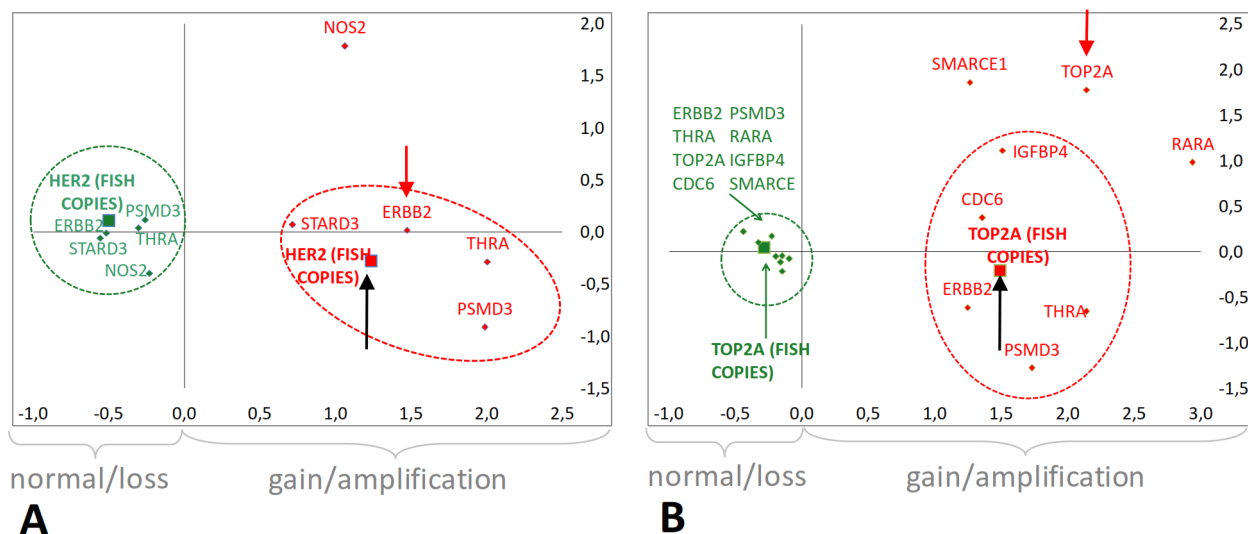 A
2,0
NOS2
1,5
1,0
HER2 (FISH
COPIES)
0,5
ERBB2
PSMD3
STARD3
ERBB2
0,0
STARD3
THRA
THRA
HER2 (FISH
COPIES)
NOS2
-0,5
PSMD3
-1,0
-1,5
-1,0 -0,5 0,0 0,5 1,0 1,5 2,0 2,5
normal/loss
gain/amplification
A
B
2,5
SMARCE1
TOP2A
2,0
ERBB2 PSMD3
THRA RARA
TOP2A IGFBP4
CDC6 SMARCE
1,5
IGFBP4
RARA
1,0
CDC6
0,5
TOP2A (FISH
COPIES)
0,0
ERBB2
THRA
-0,5
TOP2A (FISH
COPIES)
PSMD3
-1,0
-1,5
-1,0 -0,5 0,0 1,0 1,5 2,0 2,5 3,0
normal/loss
gain/amplification
B